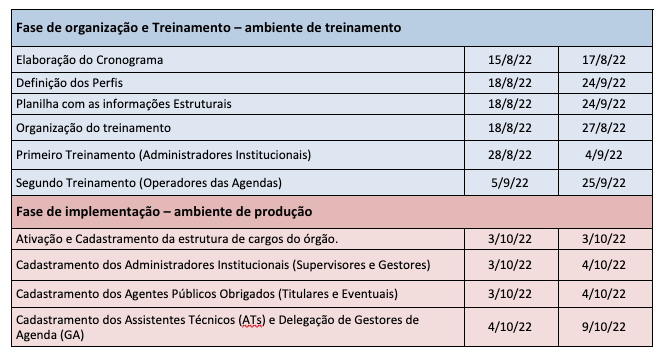 Fase de organização e Treinamento – ambiente de treinamento
Elaboração do Cronograma 15/8/22 17/8/22
Definição dos Perfis 18/8/22 24/9/22
Planilha com as informações Estruturais 18/8/22 24/9/22
Organização do treinamento 18/8/22 27/8/22
Primeiro Treinamento (Administradores Institucionais) 28/8/22 4/9/22
Segundo Treinamento (Operadores das Agendas) 5/9/22 25/9/22
Fase de implementação – ambiente de produção
Ativação e Cadastramento da estrutura de cargos do órgão. 3/10/22 3/10/22
Cadastramento dos Administradores Institucionais (Supervisores e Gestores) 3/10/22 4/10/22
Cadastramento dos Agentes Públicos Obrigados (Titulares e Eventuais) 3/10/22 4/10/22
Cadastramento dos Assistentes Técnicos (ATs) e Delegação de Gestores de 4/10/22 9/10/22
Agenda (GA)